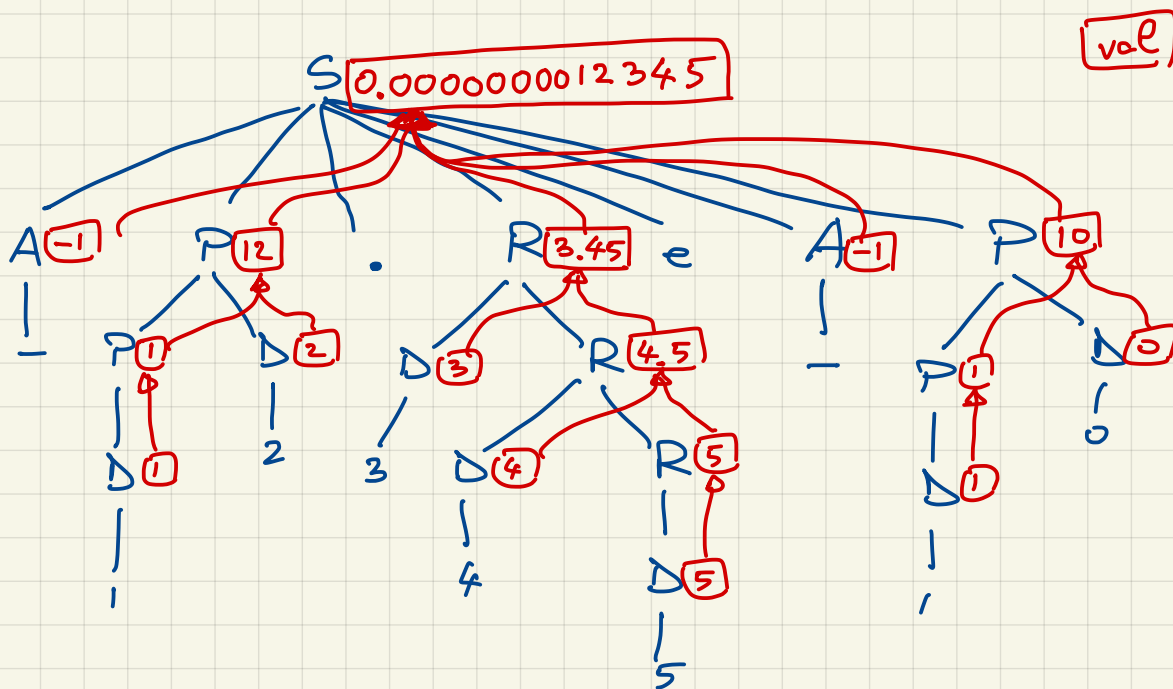 val
S 0.0000000012345
A -1 P 12 . R 3.45 e A -1 P 10
- P 1 D 2 D 3 R 4.5 - P 1 D 0
D 1 2 3 D 4 R 5 D 1 0
1 4 D 5 1
5